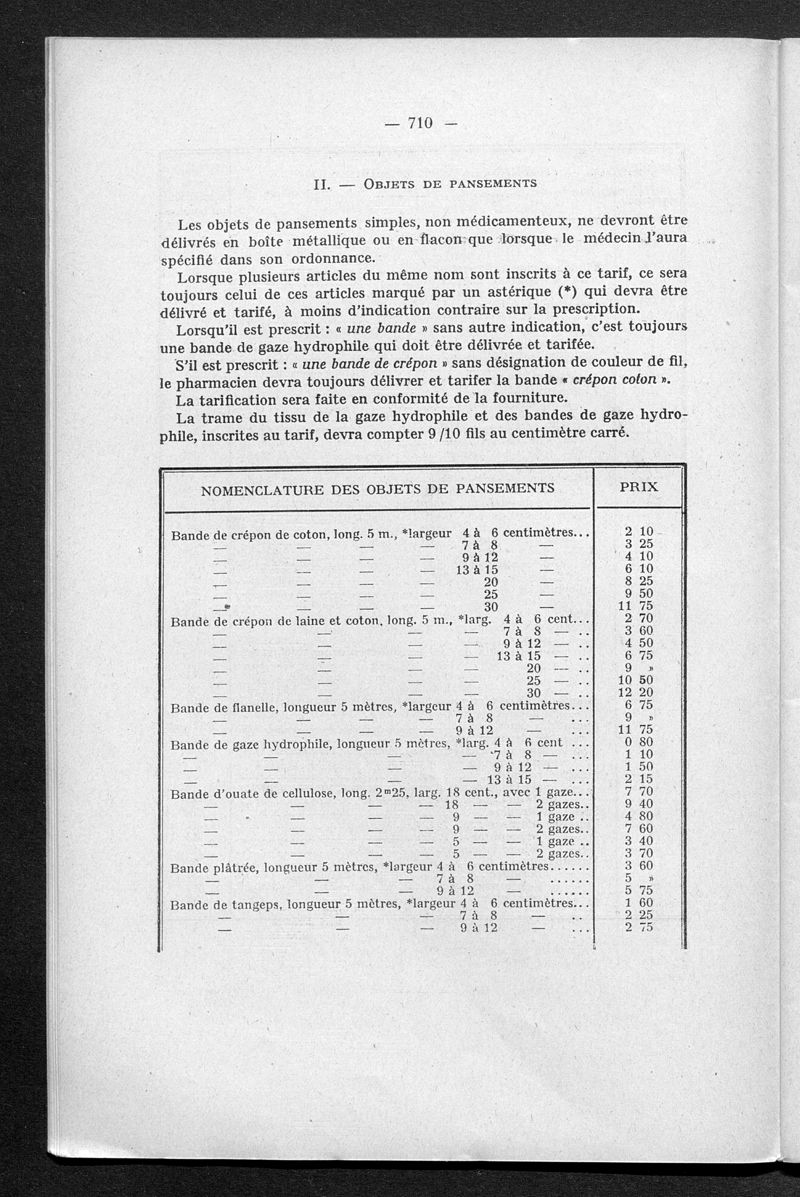 — 710 —
II. — OBJETS DE PANSEMENTS
Les objets de pansements simples, non médicamenteux, ne devront être
délivrés en boîte métallique ou en flacon que lorsque le médecin l'aura
spécifié dans son ordonnance.
Lorsque plusieurs articles du même nom sont inscrits à ce tarif, ce sera
toujours celui de ces articles marqué par un astérique (*) qui devra être
délivré et tarifé, à moins d'indication contraire sur la prescription.
Lorsqu'il est prescrit : « une bande » sans autre indication, c'est toujours
une bande de gaze hydrophile qui doit être délivrée et tarifée.
S'il est prescrit : « une bande de crépon » sans désignation de couleur de fil,
le pharmacien devra toujours délivrer et tarifer la bande « crépon coton ».
La tarification sera faite en conformité de la fourniture.
La trame du tissu de la gaze hydrophile et des bandes de gaze hydro-
phile, inscrites au tarif, devra compter 9/10 fils au centimètre carré.
NOMENCLATURE DES OBJETS DE PANSEMENTS PRIX
Bande de crépon de coton, long. 5 m., *largeur 4 à 6 centimètres... 2 10
— — — — 7 à 8 — 3 25
— — — — 9 à 12 — 4 10
— — — — 13 à 15 — 6 10
— — — — 20 — 8 25
— — — — 25 — 9 50
— — — — 30 — 11 75
Bande de crépon de laine et coton, long. 5 m., *larg. 4 à 6 cent... 2 70
— — — — 7 à 8 — .. 3 60
— — — — 9 à 12 — .. 4 50
— — — — 13 à 15 — .. 6 75
— — — — 20 — .. 9 »
— — — — 25 — .. 10 50
— — — — 30 — .. 12 20
Bande de flanelle, longueur 5 mètres, *largeur 4 à 6 centimètres... 6 75
— — — — 7 à 8 — ... 9 »
— — — — 9 à 12 — ... 11 75
Bande de gaze hydrophile, longueur 5 mètres, *larg. 4 à 6 cent ... 0 80
— — — — 7 à 8 — ... 1 10
— — — — 9 à 12 — ... 1 50
— — — — 13 à 15 — ... 2 15
Bande d'ouate de cellulose, long. 2m25, larg. 18 cent., avec 1 gaze... 7 70
— — — — 18 — — 2 gazes.. 9 40
— — — — 9 — — 1 gaze .. 4 80
— — — — 9 — — 2 gazes.. 7 60
— — — — 5 — — 1 gaze .. 3 40
— — — — 5 — — 2 gazes.. 3 70
Bande plâtrée, longueur 5 mètres, *largeur 4 à 6 centimètres...... 3 60
— — — 7 à 8 — ...... 5 »
— — — 9 à 12 — ...... 5 75
Bande de tangeps, longueur 5 mètres, *largeur 4 à 6 centimètres... 1 60
— — — 7 à 8 — .. 2 25
— — — 9 à 12 — ... 2 75